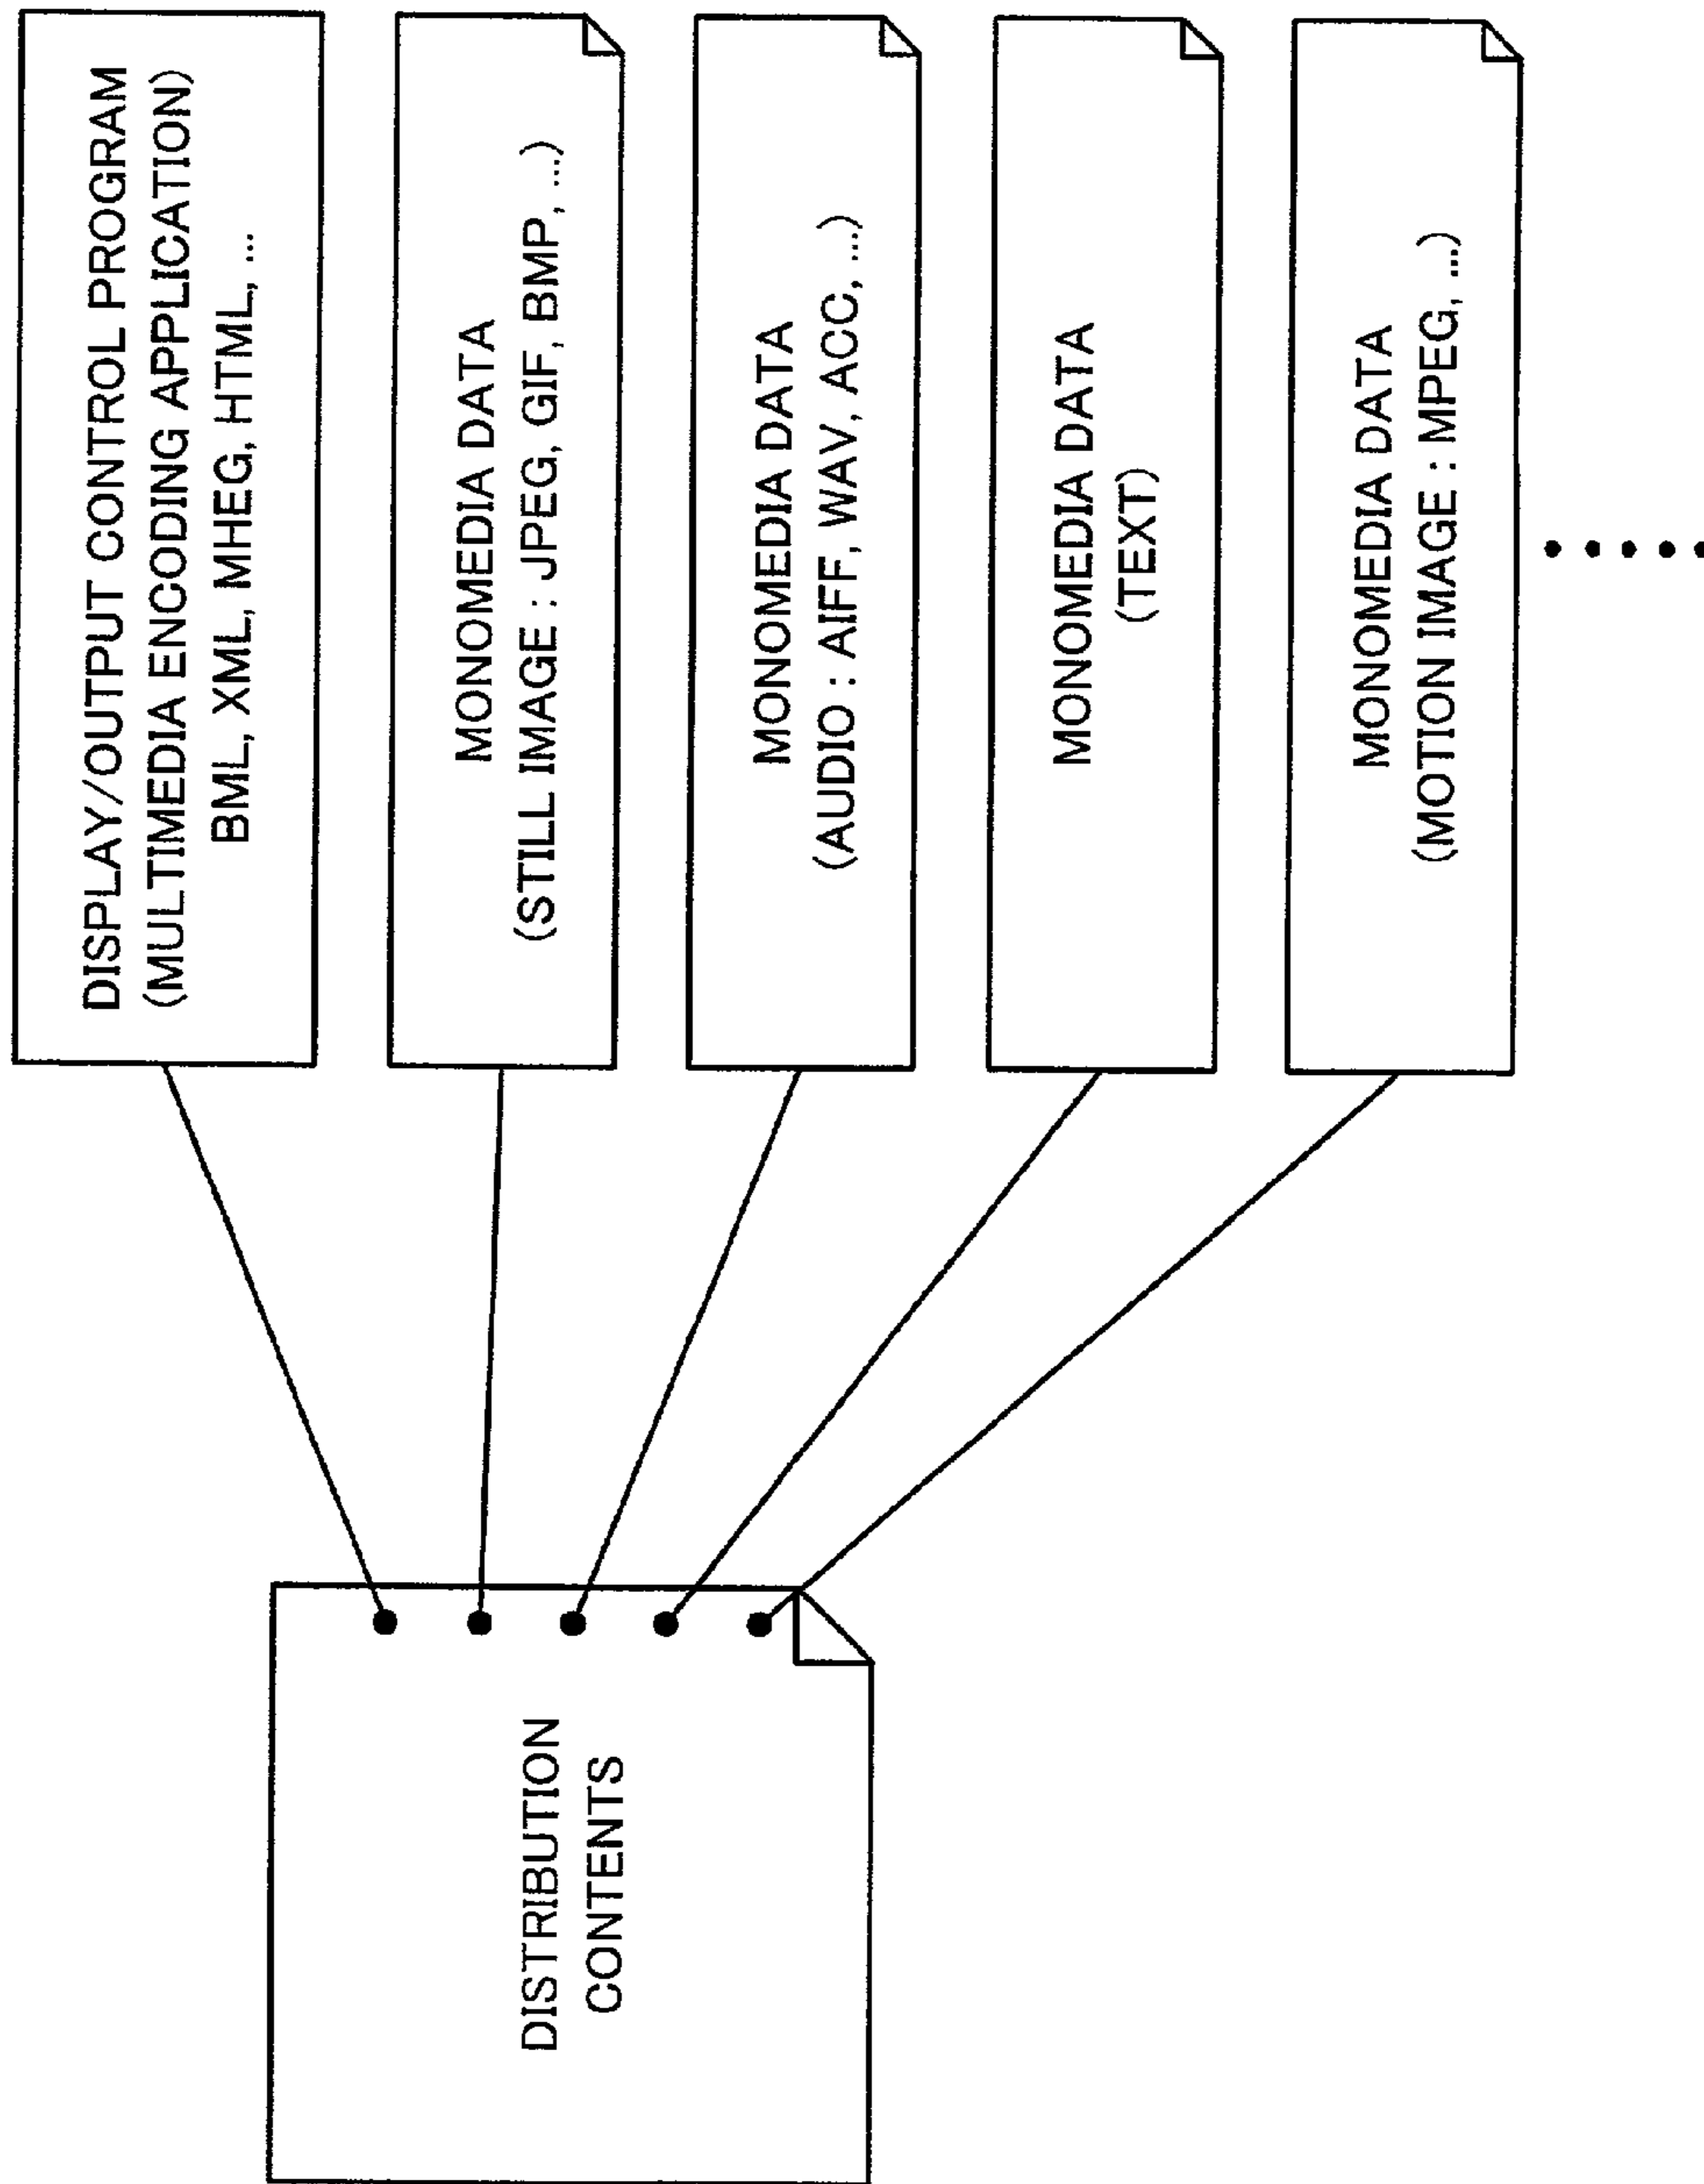 DISPLAY/OUTPUT CONTROL PROGRAM
(MULTIMEDIA ENCODING APPLICATION)
BML, XML, MHEG, HTML, ...
MONOMEDIA DATA
(STILL IMAGE : JPEG, GIF, BMP, ...)
MONOMEDIA DATA
(AUDIO : AIFF, WAV, ACC, ...)
MONOMEDIA DATA
(TEXT)
MONOMEDIA DATA
(MOTION IMAGE : MPEG, ...)
DISTRIBUTION
CONTENTS